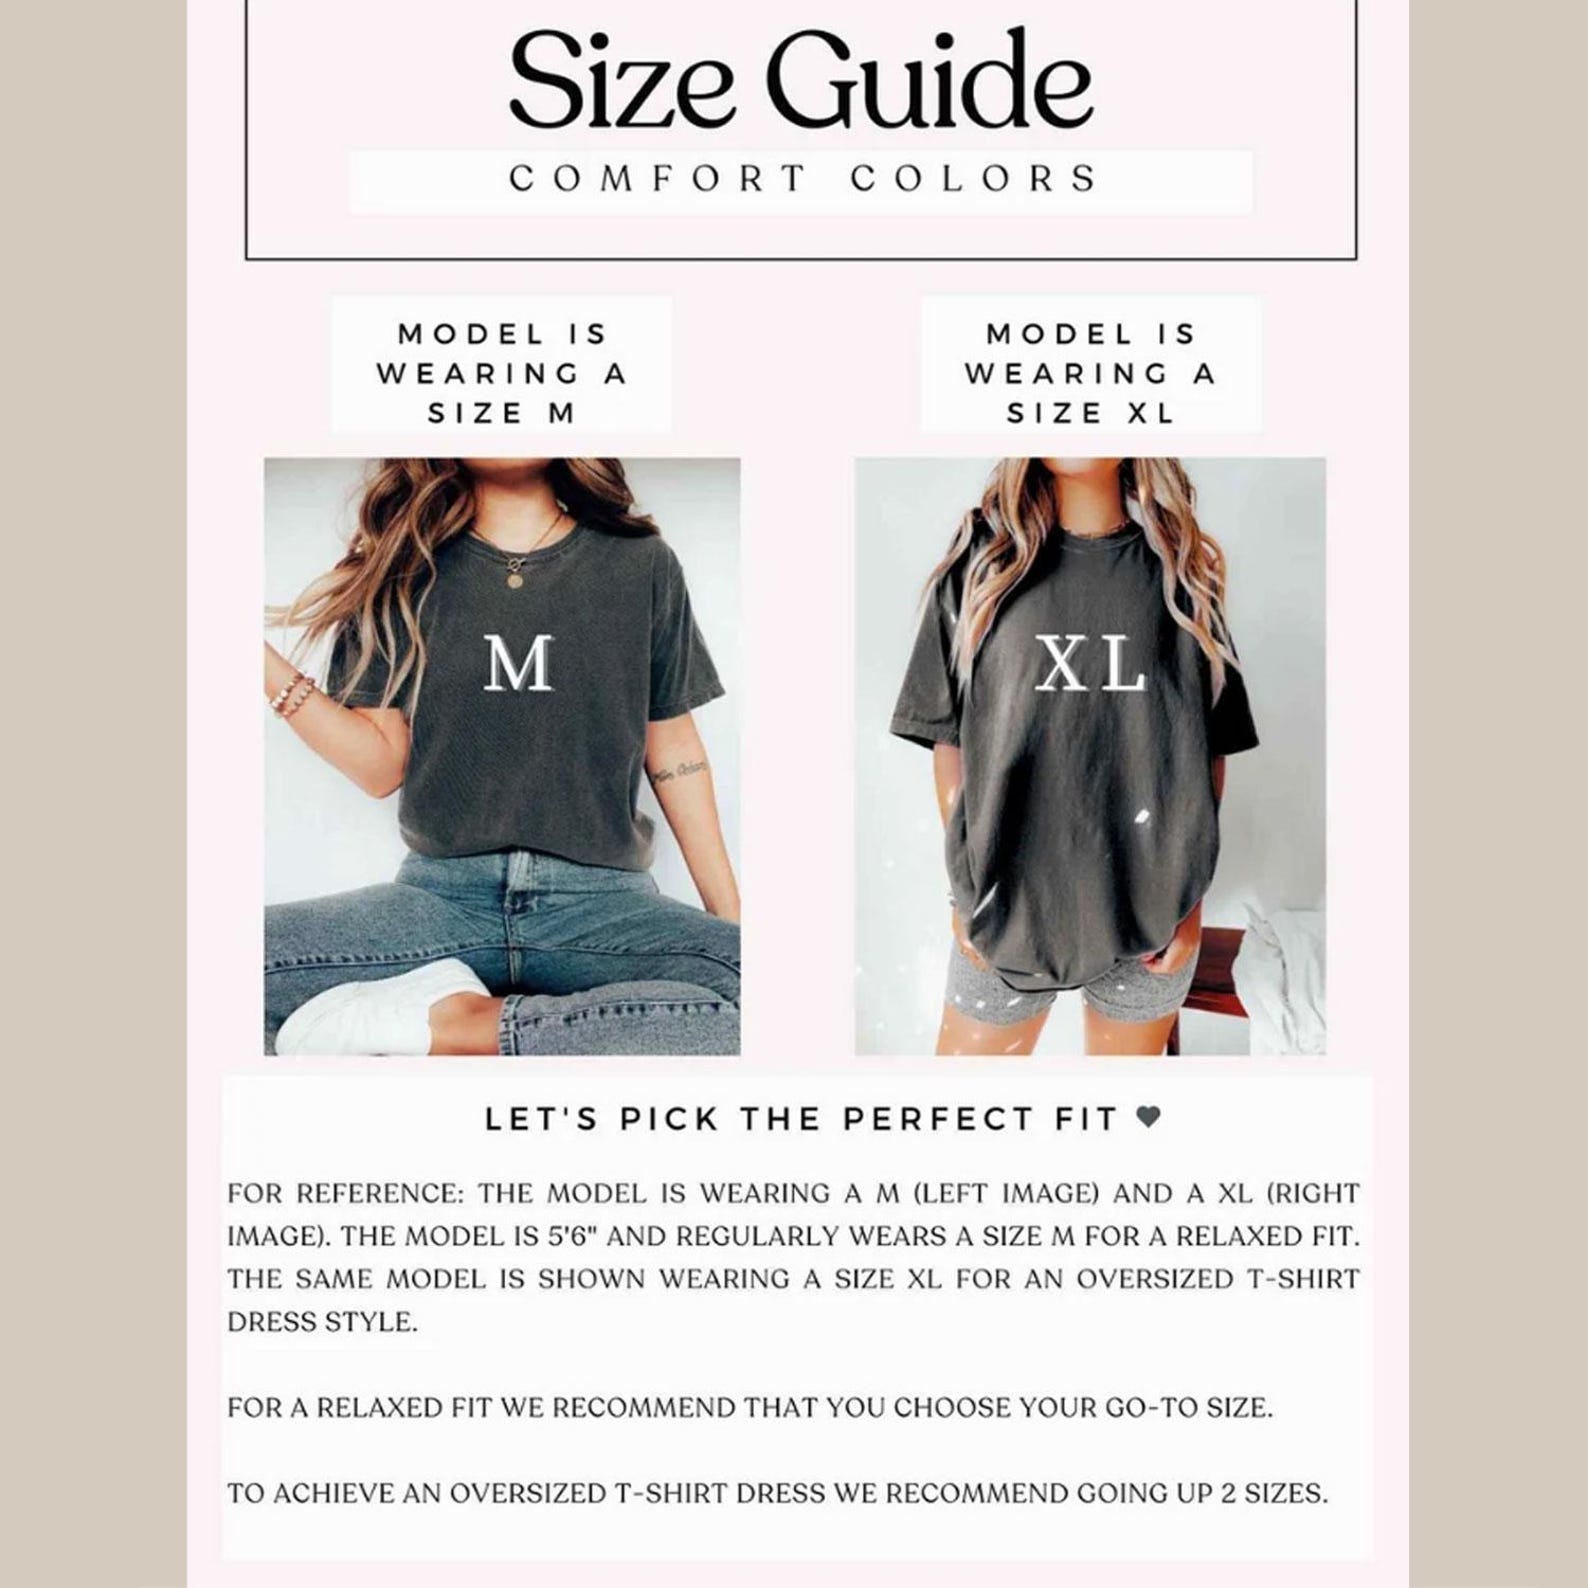 Size Guide
COMFORT COLORS
MODEL IS
WEARING A
SIZE M
MODEL IS
WEARING A
SIZE XL
M
XL
LET'S PICK THE PERFECT FIT 🖤
FOR REFERENCE: THE MODEL IS WEARING A M (LEFT IMAGE) AND A XL (RIGHT
IMAGE). THE MODEL IS 5'6" AND REGULARLY WEARS A SIZE M FOR A RELAXED FIT.
THE SAME MODEL IS SHOWN WEARING A SIZE XL FOR AN OVERSIZED T-SHIRT
DRESS STYLE.
FOR A RELAXED FIT WE RECOMMEND THAT YOU CHOOSE YOUR GO-TO SIZE.
TO ACHIEVE AN OVERSIZED T-SHIRT DRESS WE RECOMMEND GOING UP 2 SIZES.